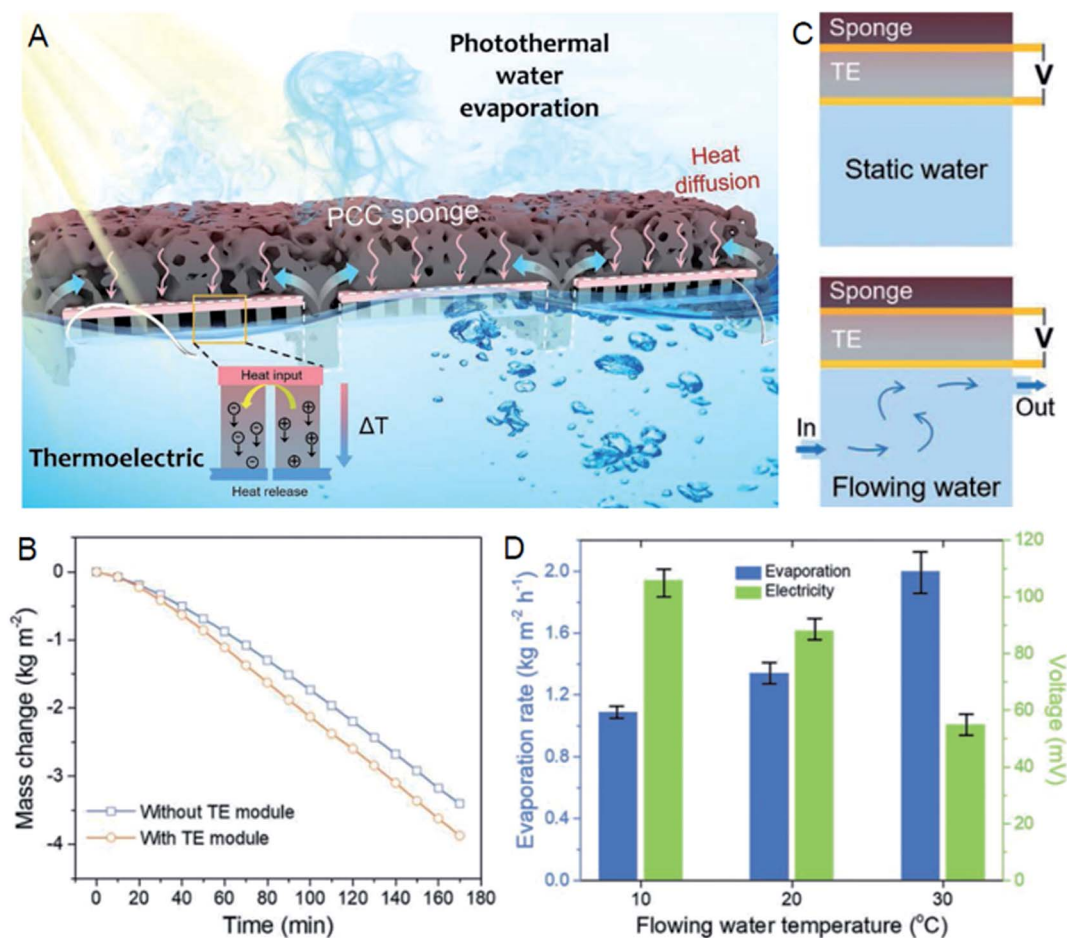 A
Photothermal
water
evaporation
Heat
diffusion
PCC sponge
Heat input
ΔT
Thermoelectric
Heat release
C
Sponge
TE
V
Static water
Sponge
TE
V
In
Out
Flowing water
B
Mass change (kg m-2)
0
-1
-2
-3
-4
Without TE module
With TE module
0 20 40 60 80 100 120 140 160 180
Time (min)
D
Evaporation rate (kg m-2 h-1)
2.0
1.6
1.2
0.8
0.4
0.0
Evaporation
Electricity
120
100
80
60
40
20
0
Voltage (mV)
10 20 30
Flowing water temperature (°C)